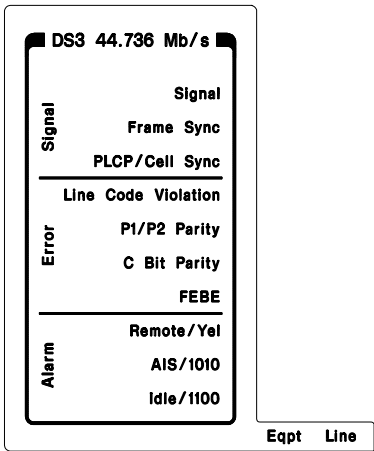 DS3 44.736 Mb/s
Signal
Signal
Frame Sync
PLCP/Cell Sync
Error
Line Code Violation
P1/P2 Parity
C Bit Parity
FEBE
Alarm
Remote/Yel
AIS/1010
Idle/1100
Eqpt Line